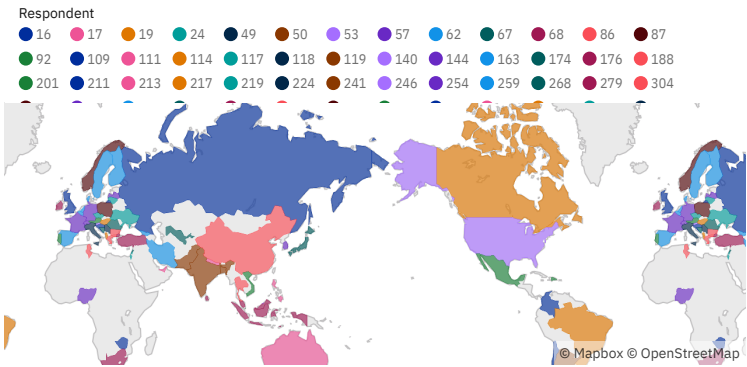 Respondent
16 17 19 24 49 50 53 57 62 67 68 86 87
92 109 111 114 117 118 119 140 144 163 174 176 188
201 211 213 217 219 224 241 246 254 259 268 279 304
© Mapbox © OpenStreetMap